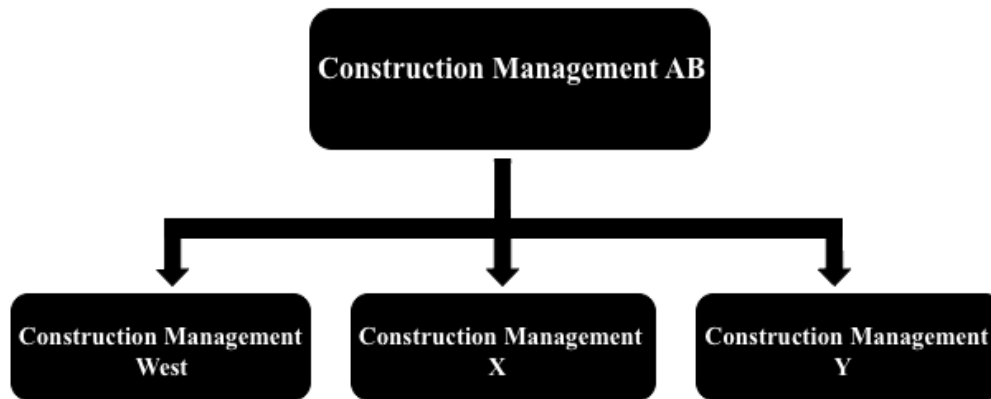 Construction Management AB
Construction Management
West
Construction Management
X
Construction Management
Y